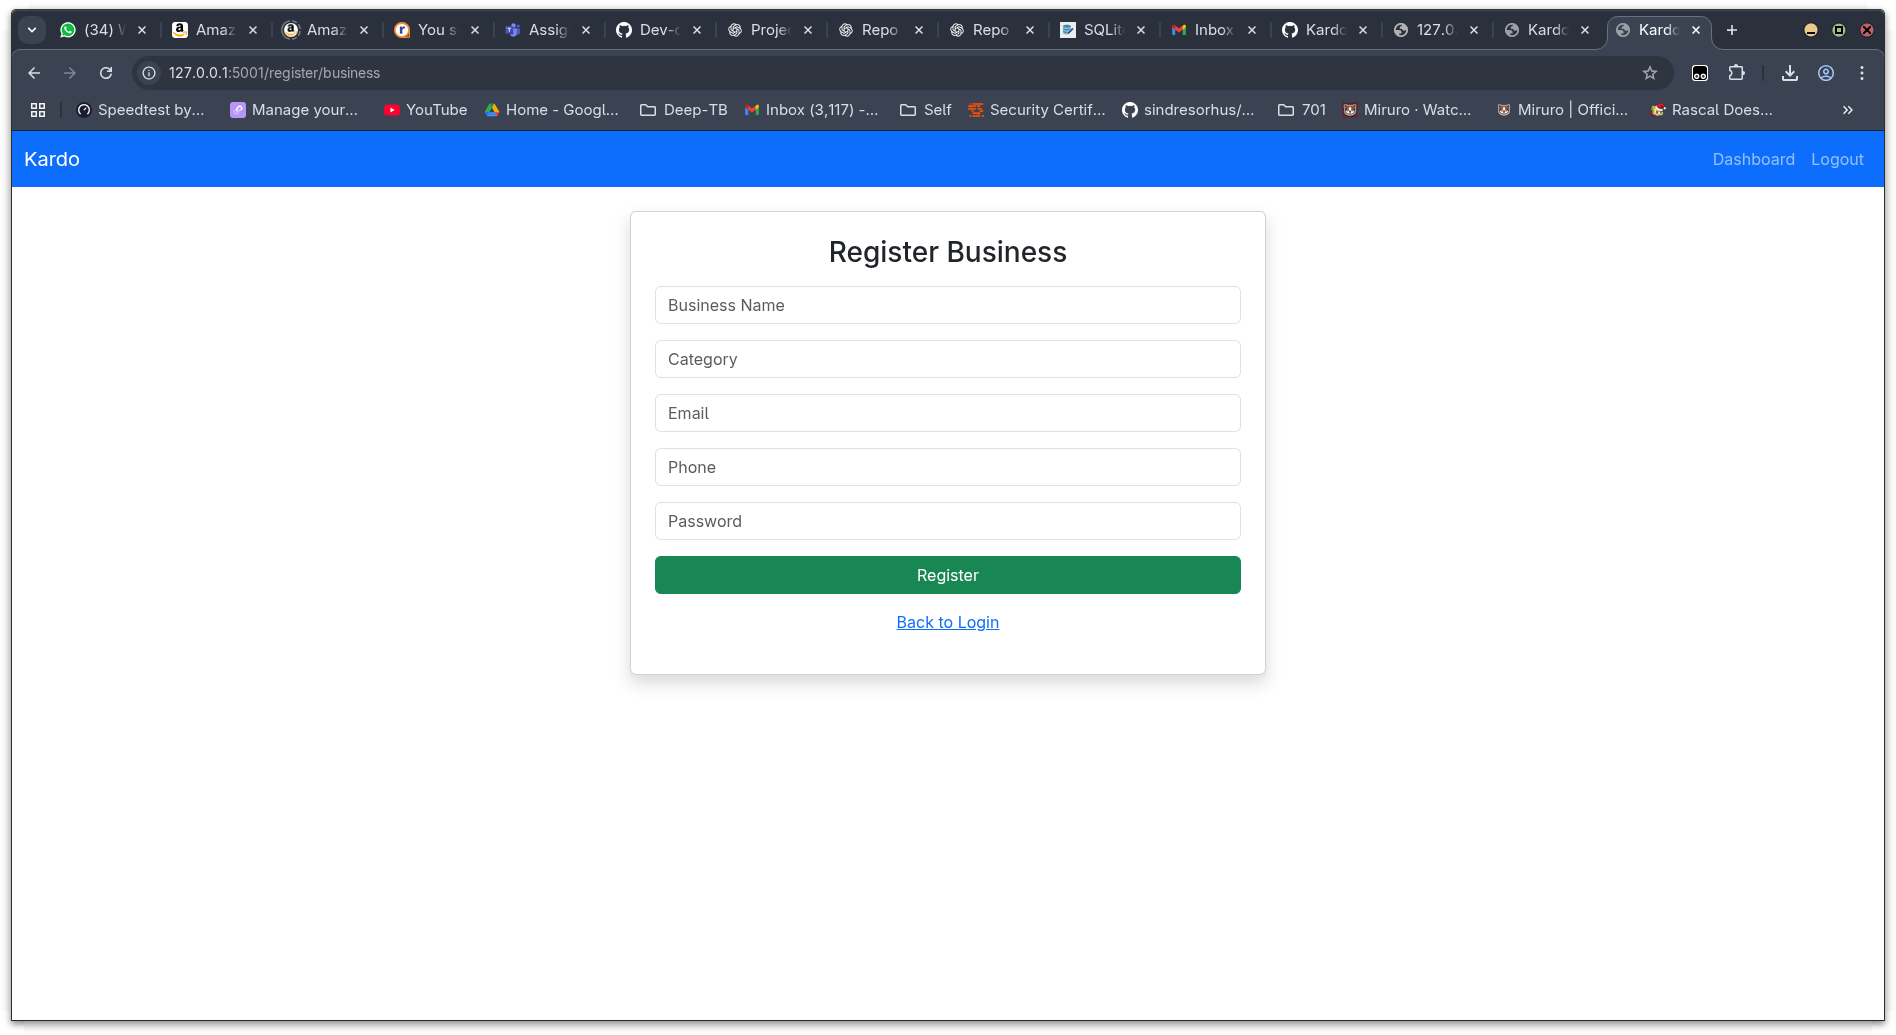 (34) W
Amaz
Amaz
You s
Assig
Dev-c
Projec
Repo
Repo
SQLit
Inbox
Kardo
127.0.
Kardo
Kardo
127.0.0.1:5001/register/business
Speedtest by...
Manage your...
YouTube
Home - Googl...
Deep-TB
Inbox (3,117) -...
Self
Security Certif...
sindresorhus/...
701
Miruro · Watc...
Miruro | Offici...
Rascal Does...
»
Kardo
Dashboard
Logout
Register Business
Business Name
Category
Email
Phone
Password
Register
Back to Login